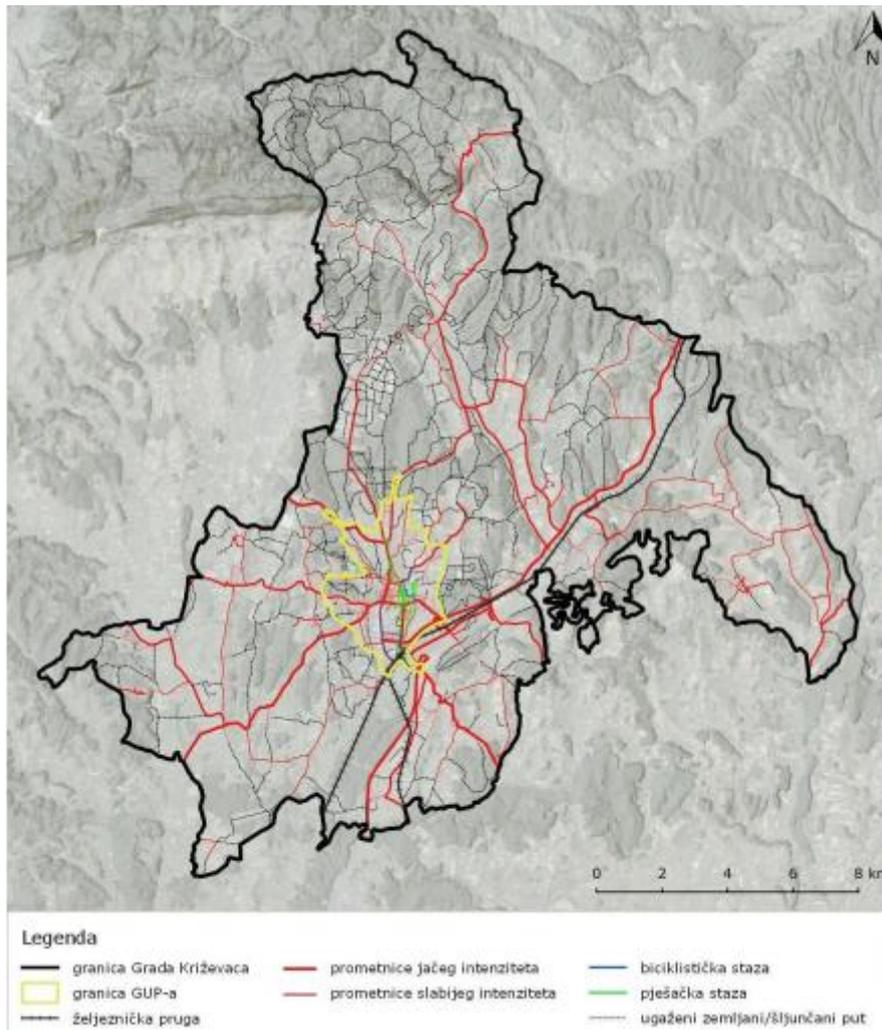 N
0 2 4 6 8 km
Legenda
granica Grada Križevaca prometnice jačeg intenziteta biciklistička staza
granica GUP-a prometnice slabijeg intenziteta pješačka staza
željeznička pruga ugaženi zemljani/šljunčani put